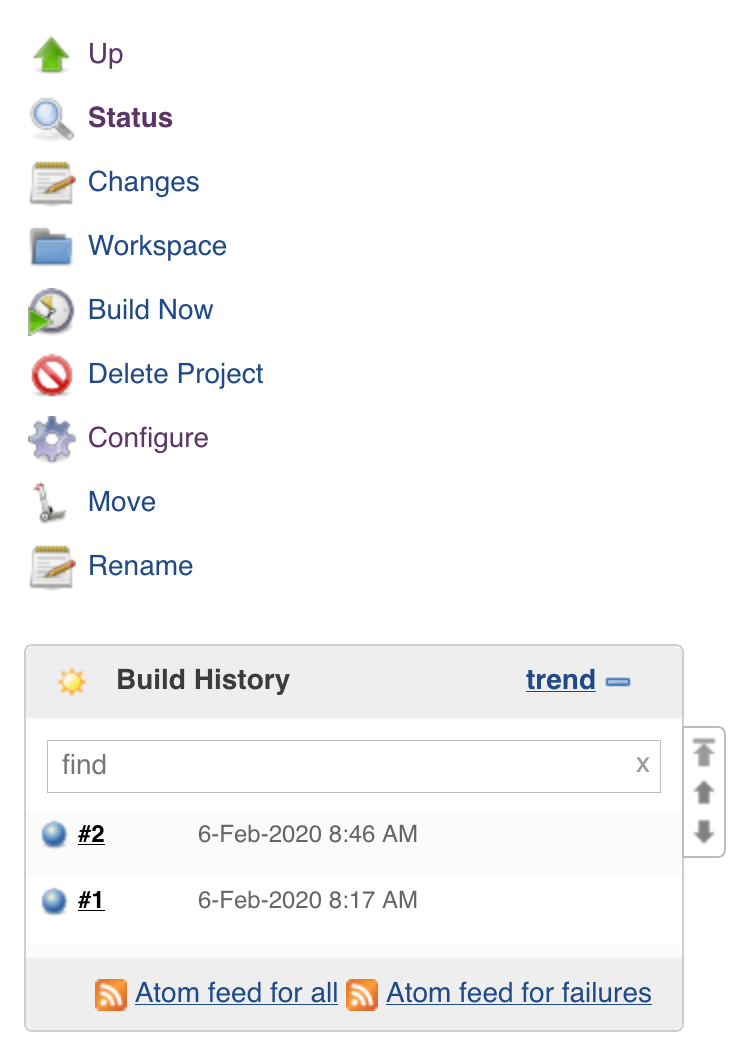 Up
Status
Changes
Workspace
Build Now
Delete Project
Configure
Move
Rename
Build History trend
find x
#2 6-Feb-2020 8:46 AM
#1 6-Feb-2020 8:17 AM
Atom feed for all Atom feed for failures